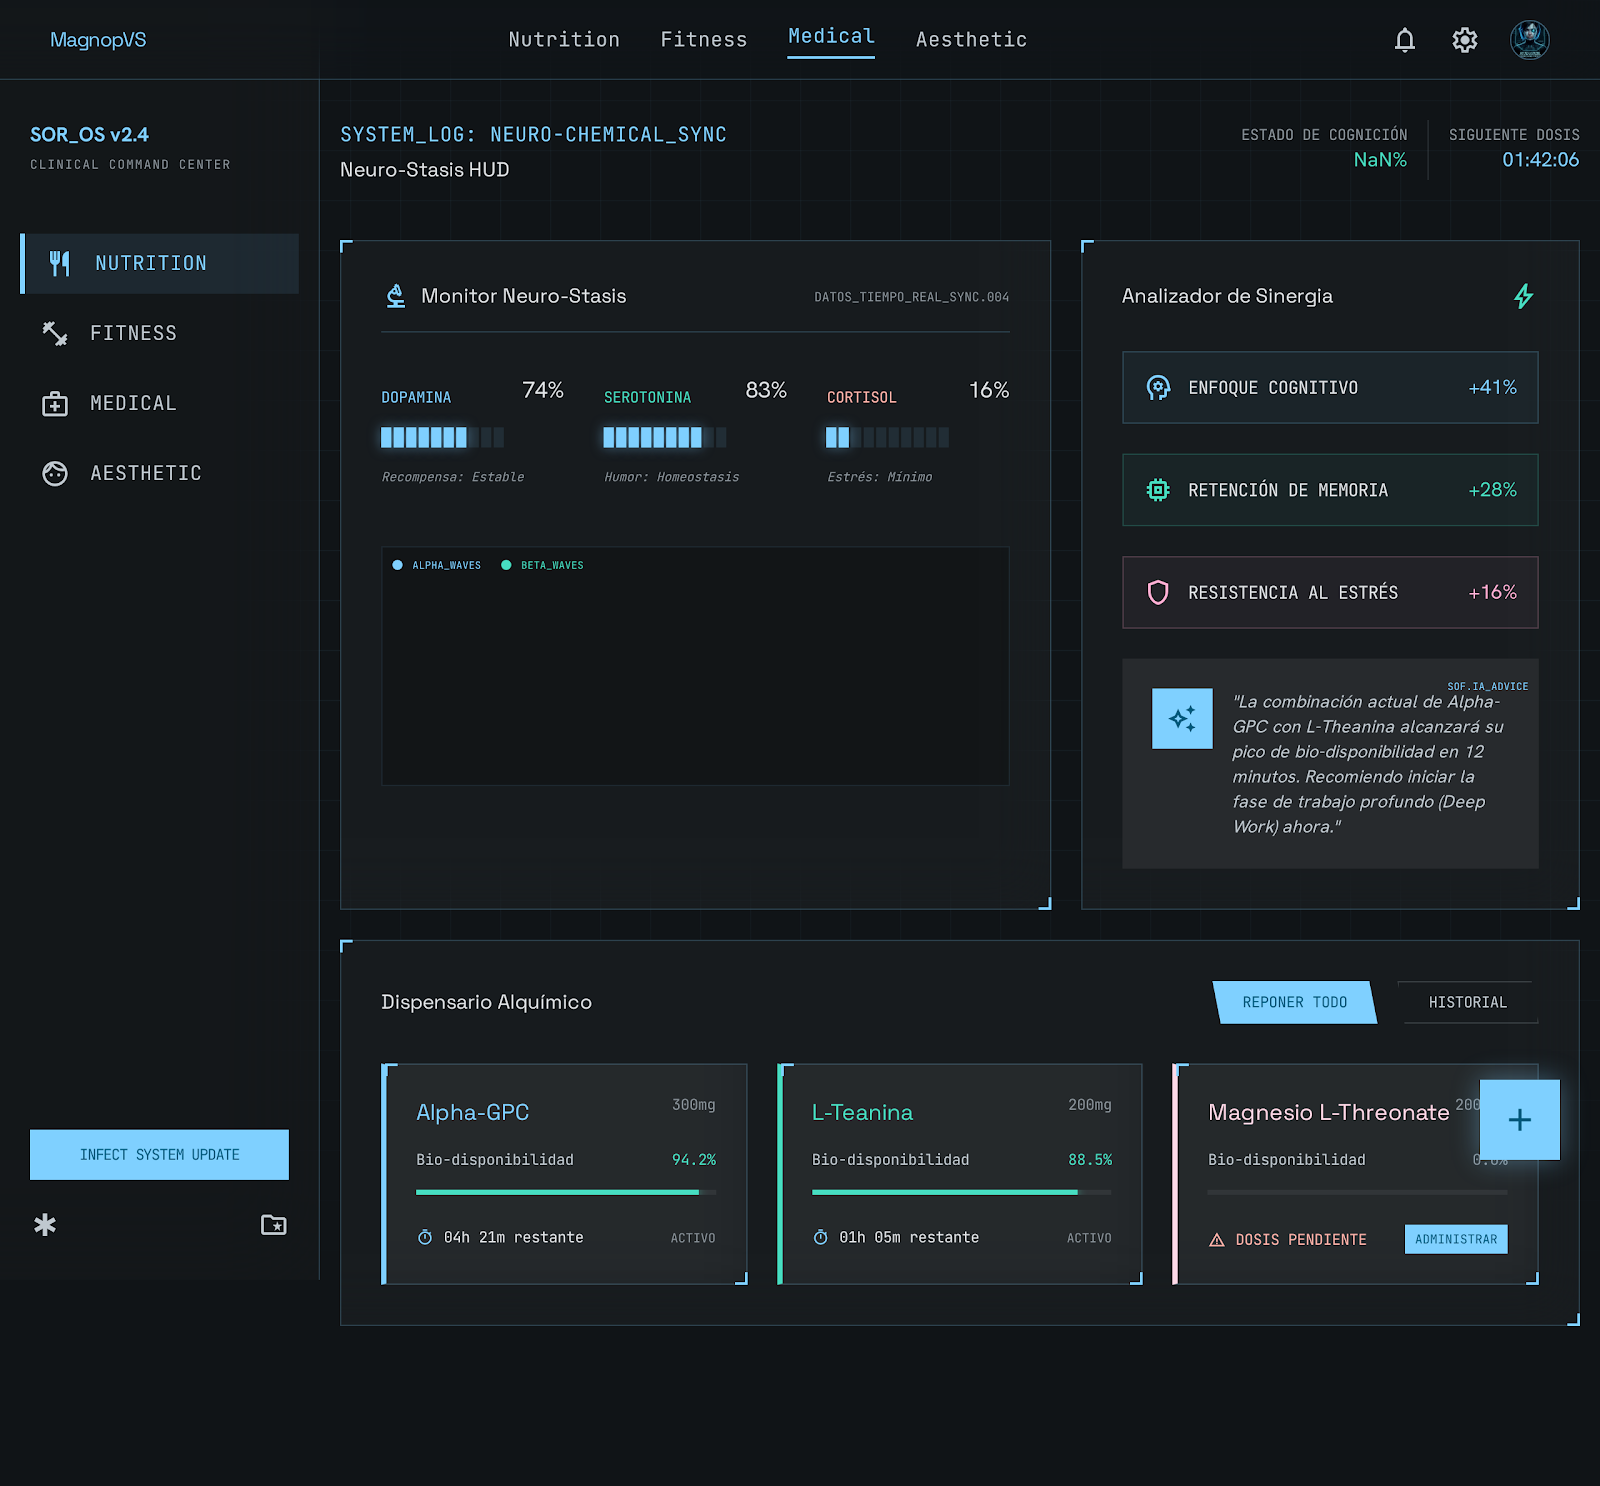 MagnopVS
Nutrition Fitness Medical Aesthetic
SOR_OS v2.4
CLINICAL COMMAND CENTER
NUTRITION
FITNESS
MEDICAL
AESTHETIC
INFECT SYSTEM UPDATE
SYSTEM_LOG: NEURO-CHEMICAL_SYNC
Neuro-Stasis HUD
ESTADO DE COGNICIÓN
NaN%
SIGUIENTE DOSIS
01:42:06
Monitor Neuro-Stasis
DATOS_TIEMPO_REAL_SYNC.004
DOPAMINA 74%
Recompensa: Estable
SEROTONINA 83%
Humor: Homeostasis
CORTISOL 16%
Estrés: Mínimo
ALPHA_WAVES BETA_WAVES
Analizador de Sinergia
ENFOQUE COGNITIVO +41%
RETENCIÓN DE MEMORIA +28%
RESISTENCIA AL ESTRÉS +16%
SOF.IA_ADVICE
"La combinación actual de Alpha-
GPC con L-Theanina alcanzará su
pico de bio-disponibilidad en 12
minutos. Recomiendo iniciar la
fase de trabajo profundo (Deep
Work) ahora."
Dispensario Alquímico
REPONER TODO
HISTORIAL
Alpha-GPC 300mg
Bio-disponibilidad 94.2%
04h 21m restante ACTIVO
L-Teanina 200mg
Bio-disponibilidad 88.5%
01h 05m restante ACTIVO
Magnesio L-Threonate
Bio-disponibilidad
DOSIS PENDIENTE ADMINISTRAR